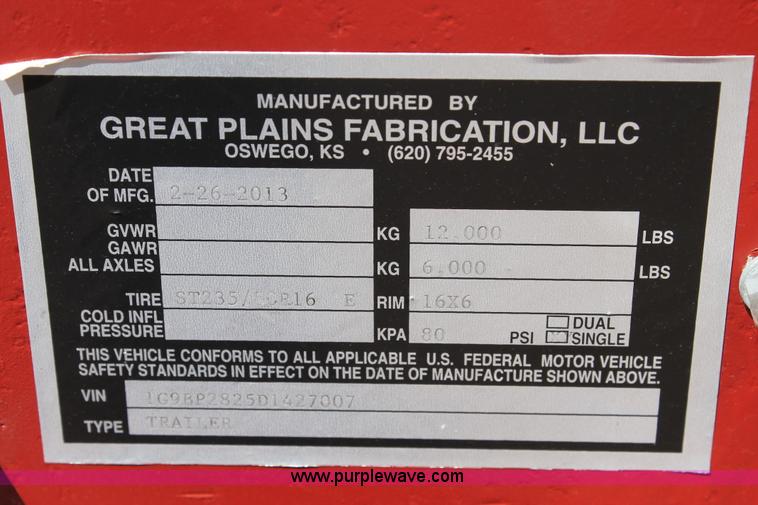 MANUFACTURED BY
GREAT PLAINS FABRICATION, LLC
OSWEGO, KS • (620) 795-2455
DATE OF MFG. 2-26-2013
GVWR KG 12.000 LBS
GAWR ALL AXLES KG 6.000 LBS
TIRE E RIM 16X6
COLD INFL PRESSURE KPA 80 PSI DUAL SINGLE
THIS VEHICLE CONFORMS TO ALL APPLICABLE U.S. FEDERAL MOTOR VEHICLE
SAFETY STANDARDS IN EFFECT ON THE DATE OF MANUFACTURE SHOWN ABOVE.
VIN 1G9BP2825D1427007
TYPE TRAILER
www.purplewave.com